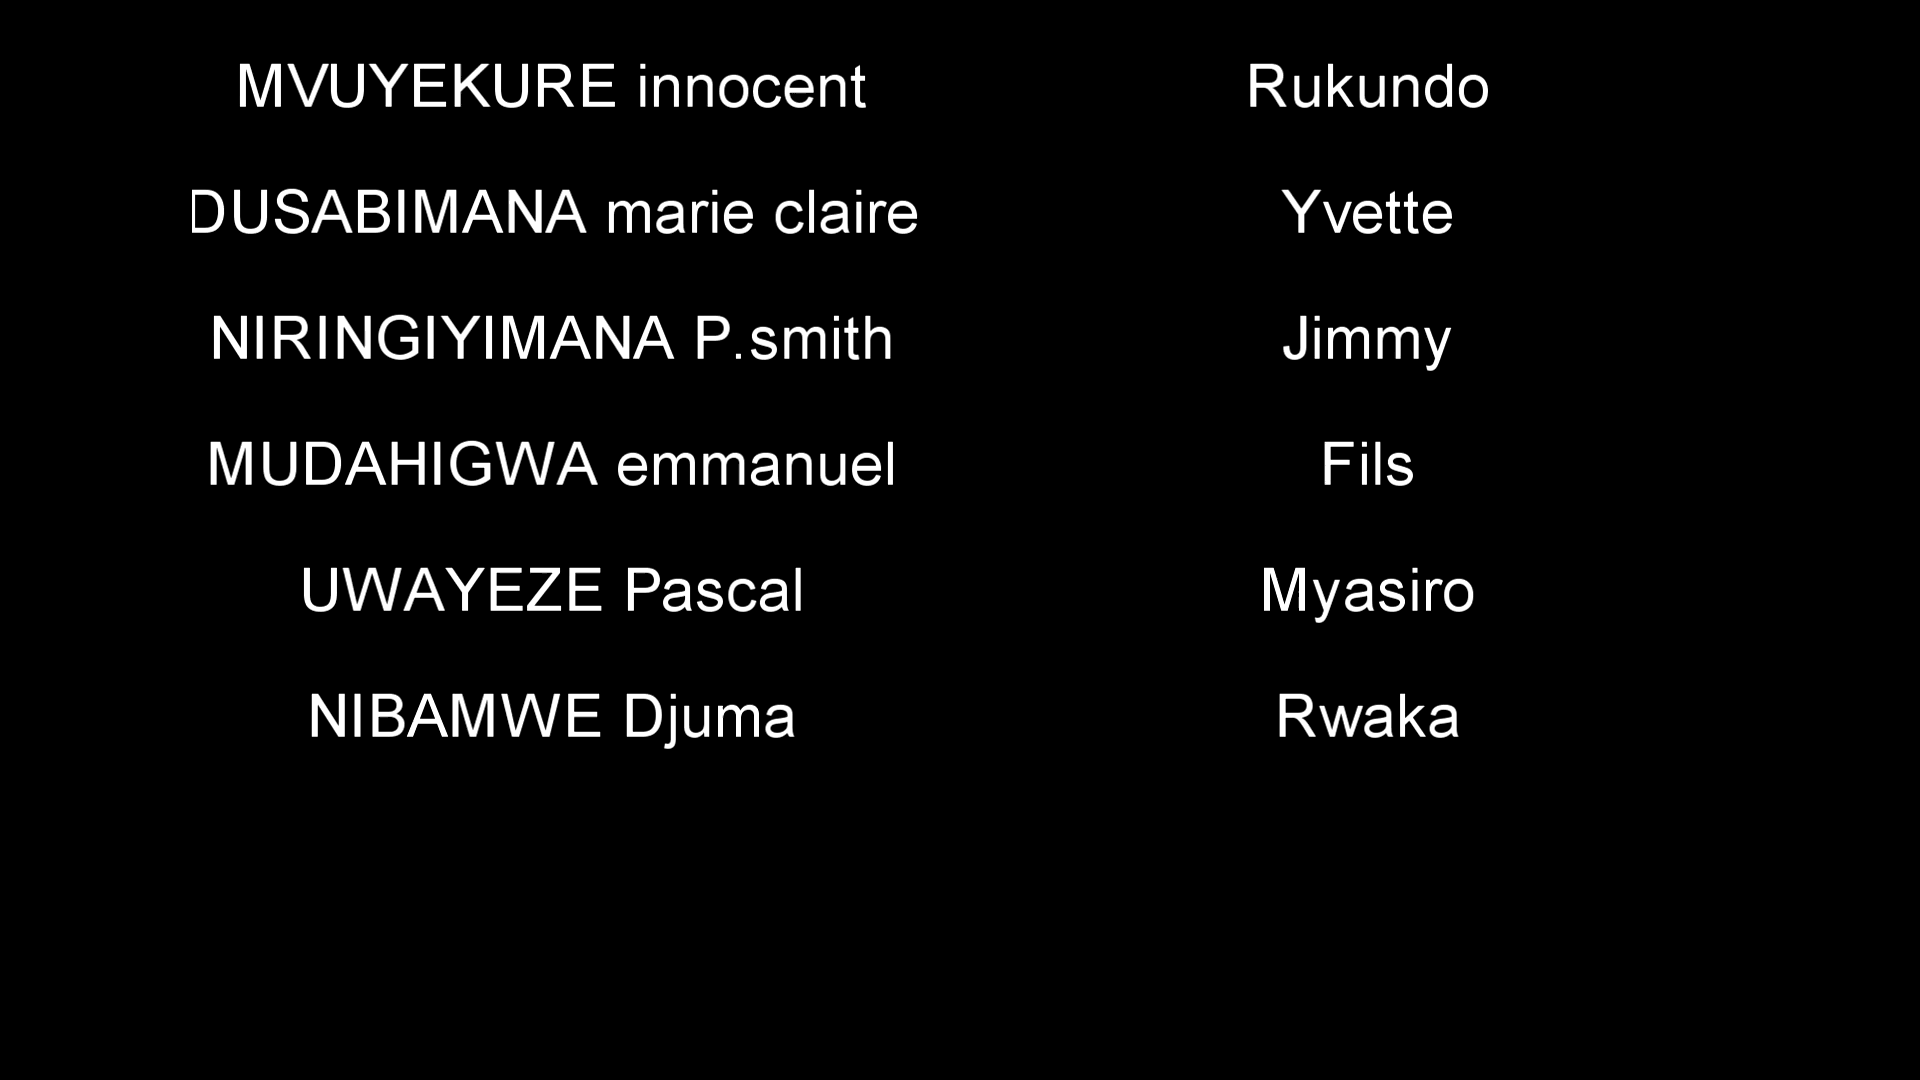 MVUYEKURE innocent Rukundo
DUSABIMANA marie claire Yvette
NIRINGIYIMANA P.smith Jimmy
MUDAHIGWA emmanuel Fils
UWAYEZE Pascal Myasiro
NIBAMWE Djuma Rwaka